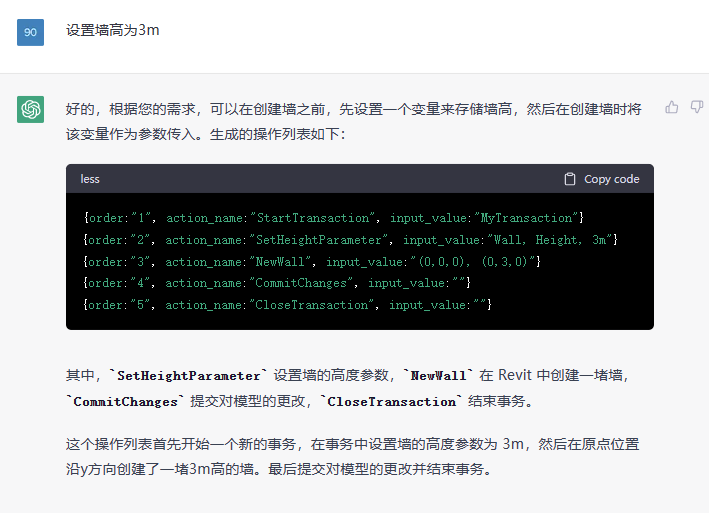 90
设置墙高为3m
好的，根据您的需求，可以在创建墙之前，先设置一个变量来存储墙高，然后在创建墙时将
该变量作为参数传入。生成的操作列表如下：
less
Copy code
{order:"1", action_name:"StartTransaction", input_value:"MyTransaction"}
{order:"2", action_name:"SetHeightParameter", input_value:"Wall, Height, 3m"}
{order:"3", action_name:"NewWall", input_value:"(0,0,0), (0,3,0)"}
{order:"4", action_name:"CommitChanges", input_value:""}
{order:"5", action_name:"CloseTransaction", input_value:""}
其中，`SetHeightParameter` 设置墙的高度参数，`NewWall` 在 Revit 中创建一堵墙，
`CommitChanges` 提交对模型的更改，`CloseTransaction` 结束事务。
这个操作列表首先开始一个新的事务，在事务中设置墙的高度参数为 3m，然后在原点位置
沿y方向创建了一堵3m高的墙。最后提交对模型的更改并结束事务。